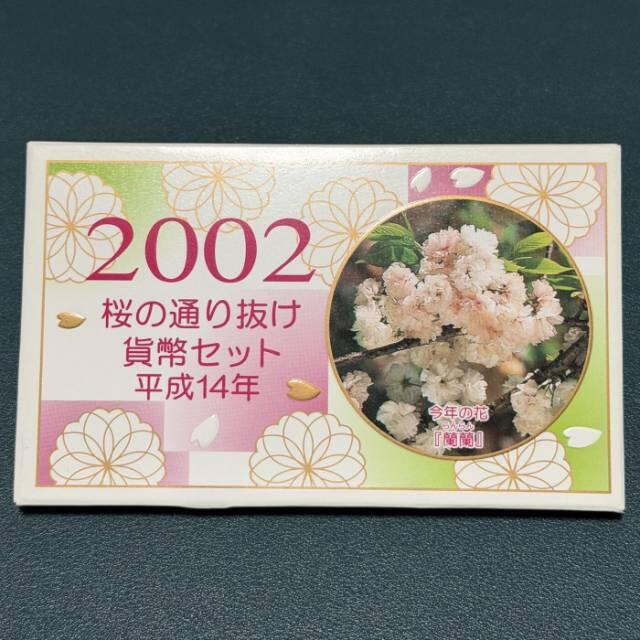 2002
桜の通り抜け
貨幣セット
平成14年
今年の花
『蘭蘭』